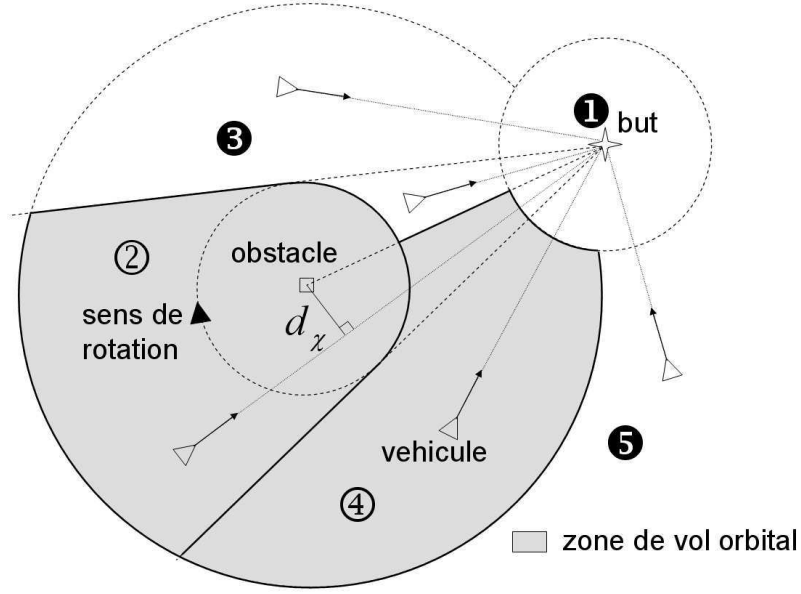 ❶
but
❸
②
obstacle
sens de
rotation
dχ
vehicule
❺
④
zone de vol orbital